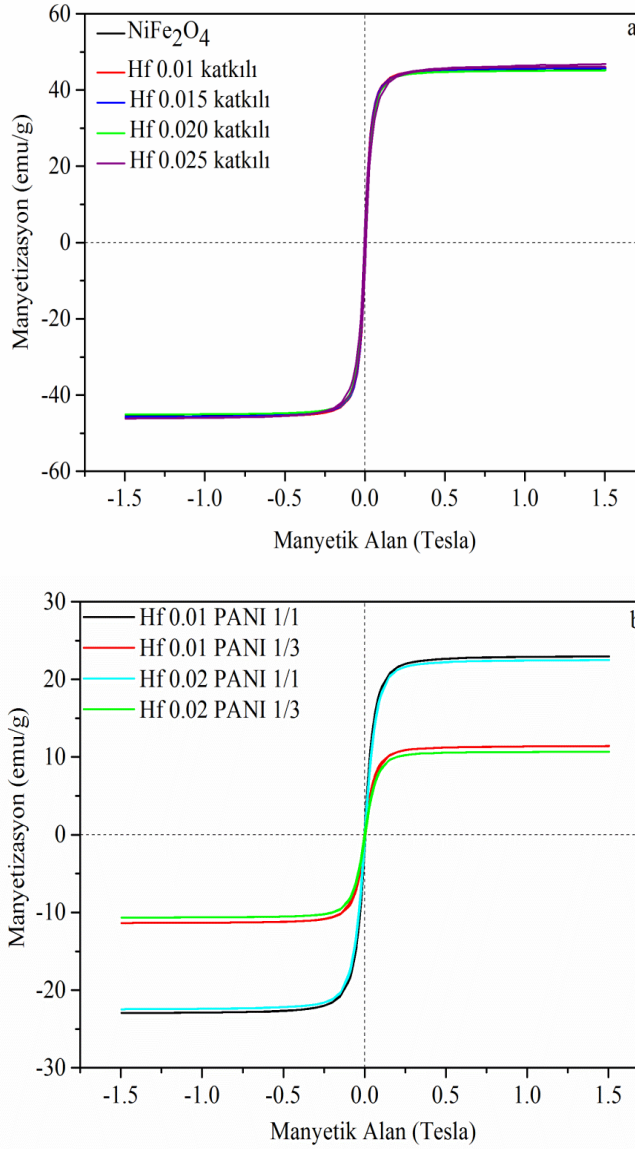 60
40
20
0
-20
-40
-60
NiFe2O4
Hf 0.01 katkılı
Hf 0.015 katkılı
Hf 0.020 katkılı
Hf 0.025 katkılı
a
Manyetizasyon (emu/g)
-1.5 -1.0 -0.5 0.0 0.5 1.0 1.5
Manyetik Alan (Tesla)
30
20
10
0
-10
-20
-30
Hf 0.01 PANI 1/1
Hf 0.01 PANI 1/3
Hf 0.02 PANI 1/1
Hf 0.02 PANI 1/3
b
Manyetizasyon (emu/g)
-1.5 -1.0 -0.5 0.0 0.5 1.0 1.5
Manyetik Alan (Tesla)